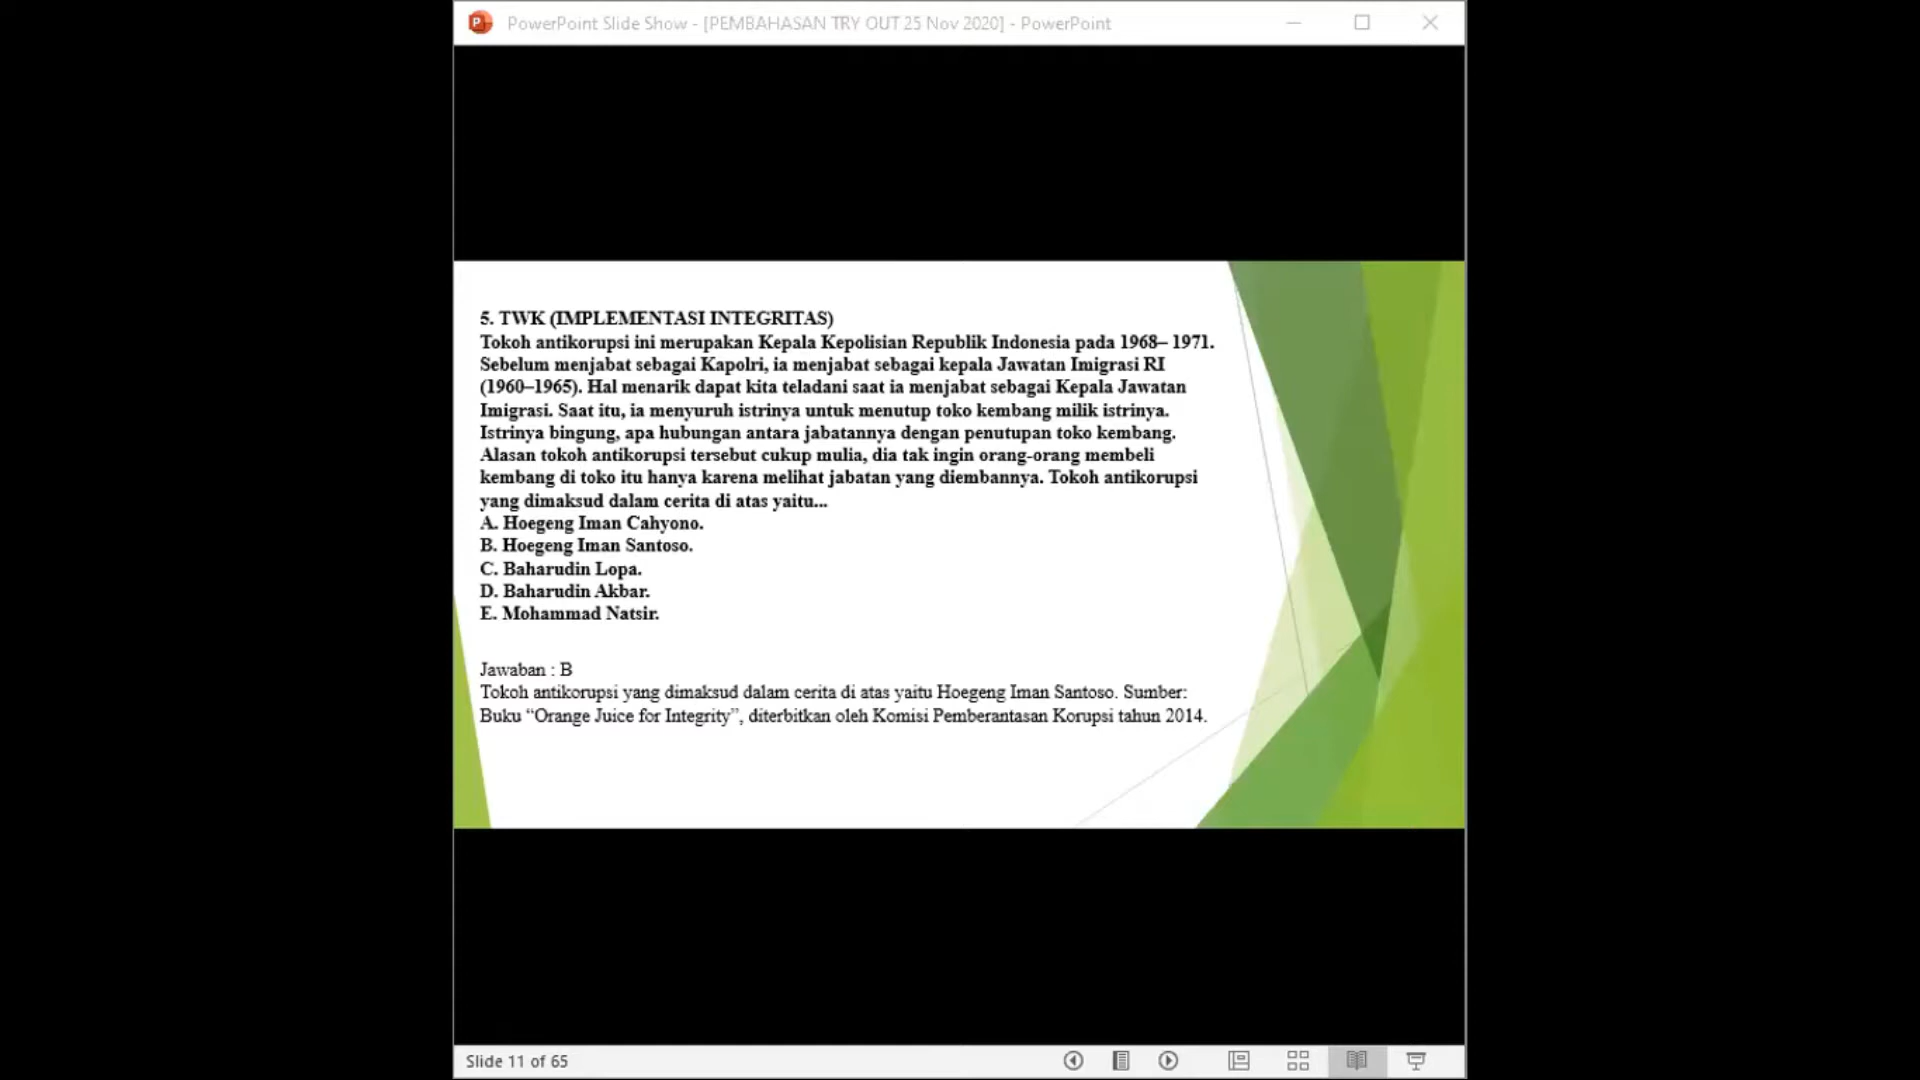 PowerPoint Slide Show - [PEMBAHASAN TRY OUT 25 Nov 2020] - PowerPoint
5. TWK (IMPLEMENTASI INTEGRITAS)
Tokoh antikorupsi ini merupakan Kepala Kepolisian Republik Indonesia pada 1968– 1971.
Sebelum menjabat sebagai Kapolri, ia menjabat sebagai kepala Jawatan Imigrasi RI
(1960–1965). Hal menarik dapat kita teladani saat ia menjabat sebagai Kepala Jawatan
Imigrasi. Saat itu, ia menyuruh istrinya untuk menutup toko kembang milik istrinya.
Istrinya bingung, apa hubungan antara jabatannya dengan penutupan toko kembang.
Alasan tokoh antikorupsi tersebut cukup mulia, dia tak ingin orang-orang membeli
kembang di toko itu hanya karena melihat jabatan yang diembannya. Tokoh antikorupsi
yang dimaksud dalam cerita di atas yaitu...
A. Hoegeng Iman Cahyono.
B. Hoegeng Iman Santoso.
C. Baharudin Lopa.
D. Baharudin Akbar.
E. Mohammad Natsir.
Jawaban : B
Tokoh antikorupsi yang dimaksud dalam cerita di atas yaitu Hoegeng Iman Santoso. Sumber:
Buku “Orange Juice for Integrity”, diterbitkan oleh Komisi Pemberantasan Korupsi tahun 2014.
Slide 11 of 65